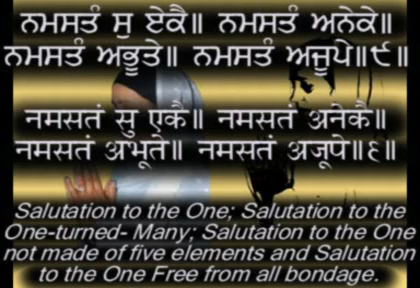 ਨਮਸਤੰ ਸੁ ਏਕੈ॥ ਨਮਸਤੰ ਅਨੇਕੇ॥
ਨਮਸਤੰ ਅਭੂਤੇ॥ ਨਮਸਤੰ ਅਜੂਪੇ॥੯॥
नमसतं सु एकै॥ नमसतं अनेकै॥
नमसतं अभूते॥ नमसतं अजूपे॥९॥
Salutation to the One; Salutation to the
One-turned- Many; Salutation to the One
not made of five elements and Salutation
to the One Free from all bondage.